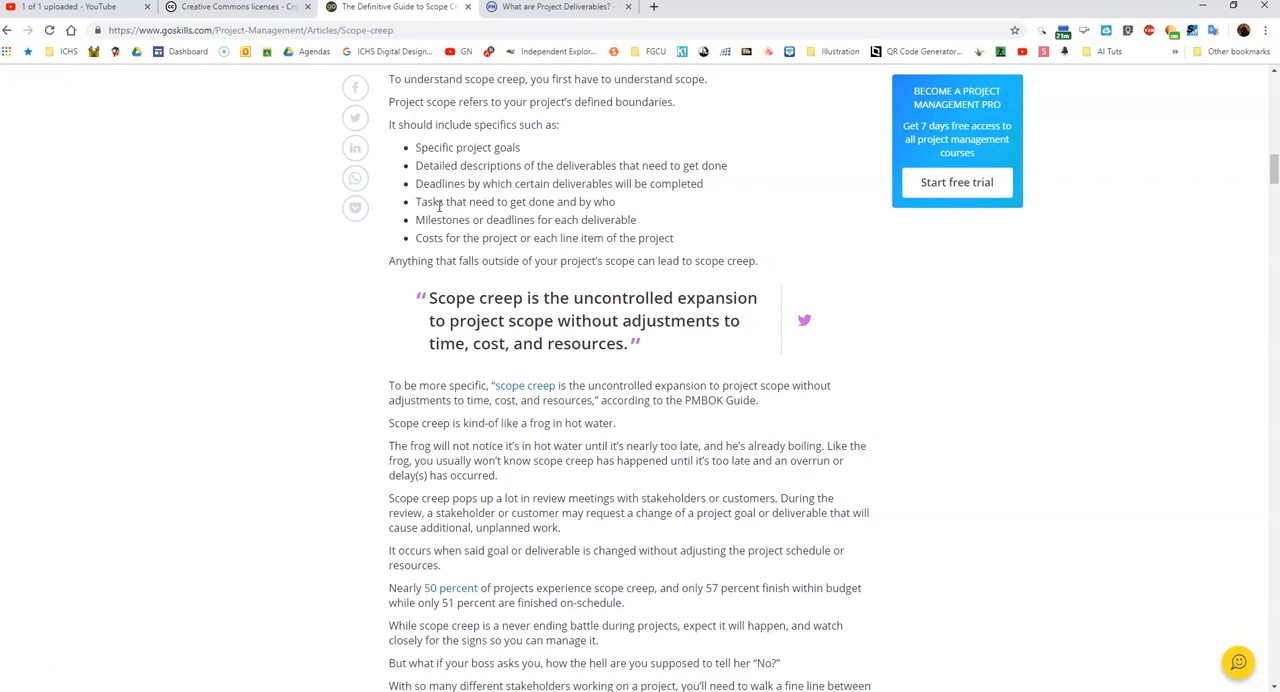 1 of 1 uploaded - YouTube
Creative Commons licenses - Cre
The Definitive Guide to Scope C
What are Project Deliverables? -
https://www.goskills.com/Project-Management/Articles/Scope-creep
21m
ICHS
Dashboard
Agendas
ICHS Digital Design...
GN
Independent Explor...
FGCU
Illustration
QR Code Generator...
AI Tuts
»
Other bookmarks
To understand scope creep, you first have to understand scope.
Project scope refers to your project's defined boundaries.
It should include specifics such as:
Specific project goals
Detailed descriptions of the deliverables that need to get done
Deadlines by which certain deliverables will be completed
Tasks that need to get done and by who
Milestones or deadlines for each deliverable
Costs for the project or each line item of the project
Anything that falls outside of your project's scope can lead to scope creep.
“Scope creep is the uncontrolled expansion
to project scope without adjustments to
time, cost, and resources.”
To be more specific, “scope creep is the uncontrolled expansion to project scope without
adjustments to time, cost, and resources,” according to the PMBOK Guide.
Scope creep is kind-of like a frog in hot water.
The frog will not notice it's in hot water until it's nearly too late, and he's already boiling. Like the
frog, you usually won't know scope creep has happened until it's too late and an overrun or
delay(s) has occurred.
Scope creep pops up a lot in review meetings with stakeholders or customers. During the
review, a stakeholder or customer may request a change of a project goal or deliverable that will
cause additional, unplanned work.
It occurs when said goal or deliverable is changed without adjusting the project schedule or
resources.
Nearly 50 percent of projects experience scope creep, and only 57 percent finish within budget
while only 51 percent are finished on-schedule.
While scope creep is a never ending battle during projects, expect it will happen, and watch
closely for the signs so you can manage it.
But what if your boss asks you, how the hell are you supposed to tell her “No?”
With so many different stakeholders working on a project, you'll need to walk a fine line between
BECOME A PROJECT
MANAGEMENT PRO
Get 7 days free access to
all project management
courses
Start free trial